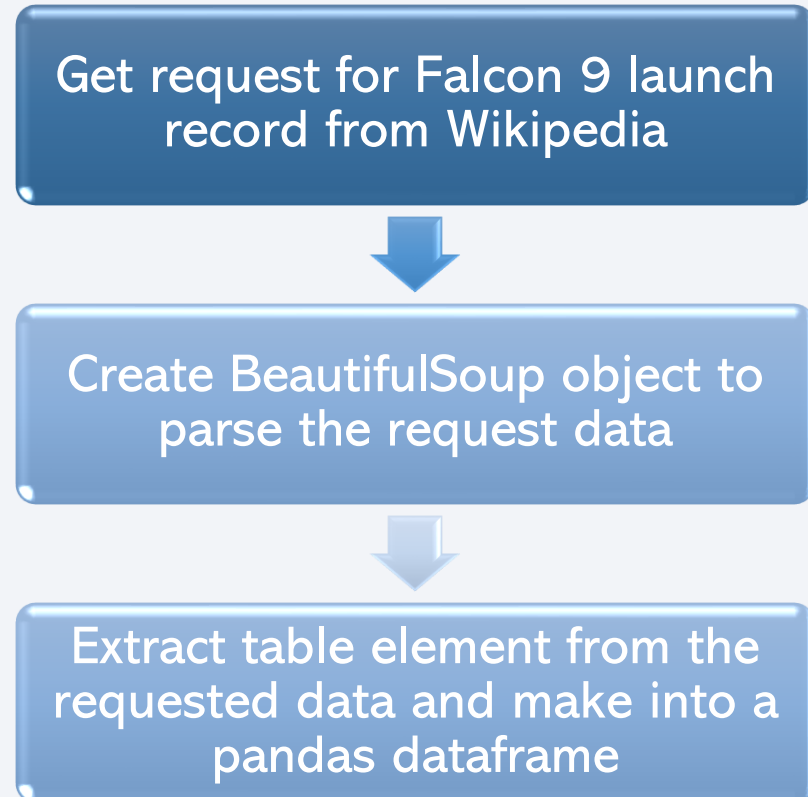 Get request for Falcon 9 launch
record from Wikipedia
Create BeautifulSoup object to
parse the request data
Extract table element from the
requested data and make into a
pandas dataframe